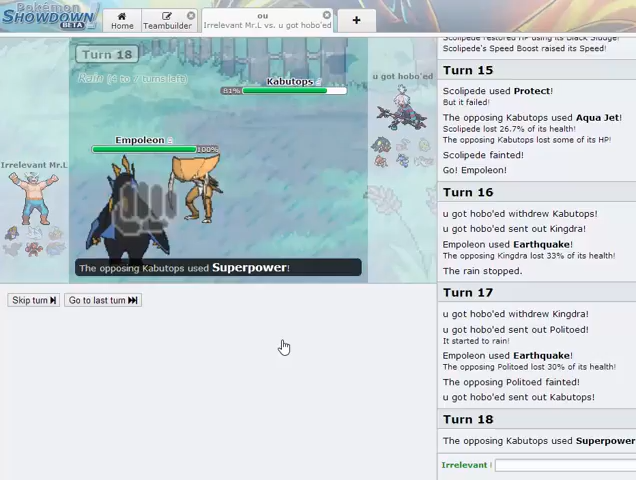 Pokémon
SHOWDOWN
BETA
Home
Teambuilder
ou
Irrelevant Mr.L vs. u got hobo'ed
+
Turn 18
Rain (4 to 7 turns left)
Kabutops
81%
u got hobo'ed
Empoleon
100%
Irrelevant Mr.L
The opposing Kabutops used Superpower!
Skip turn
Go to last turn
Scolipede restored HP using its Black Sludge!
Scolipede's Speed Boost raised its Speed!
Turn 15
Scolipede used Protect!
But it failed!
The opposing Kabutops used Aqua Jet!
Scolipede lost 26.7% of its health!
The opposing Kabutops lost some of its HP!
Scolipede fainted!
Go! Empoleon!
Turn 16
u got hobo'ed withdrew Kabutops!
u got hobo'ed sent out Kingdra!
Empoleon used Earthquake!
The opposing Kingdra lost 33% of its health!
The rain stopped.
Turn 17
u got hobo'ed withdrew Kingdra!
u got hobo'ed sent out Politoed!
It started to rain!
Empoleon used Earthquake!
The opposing Politoed lost 30% of its health!
The opposing Politoed fainted!
u got hobo'ed sent out Kabutops!
Turn 18
The opposing Kabutops used Superpower
Irrelevant